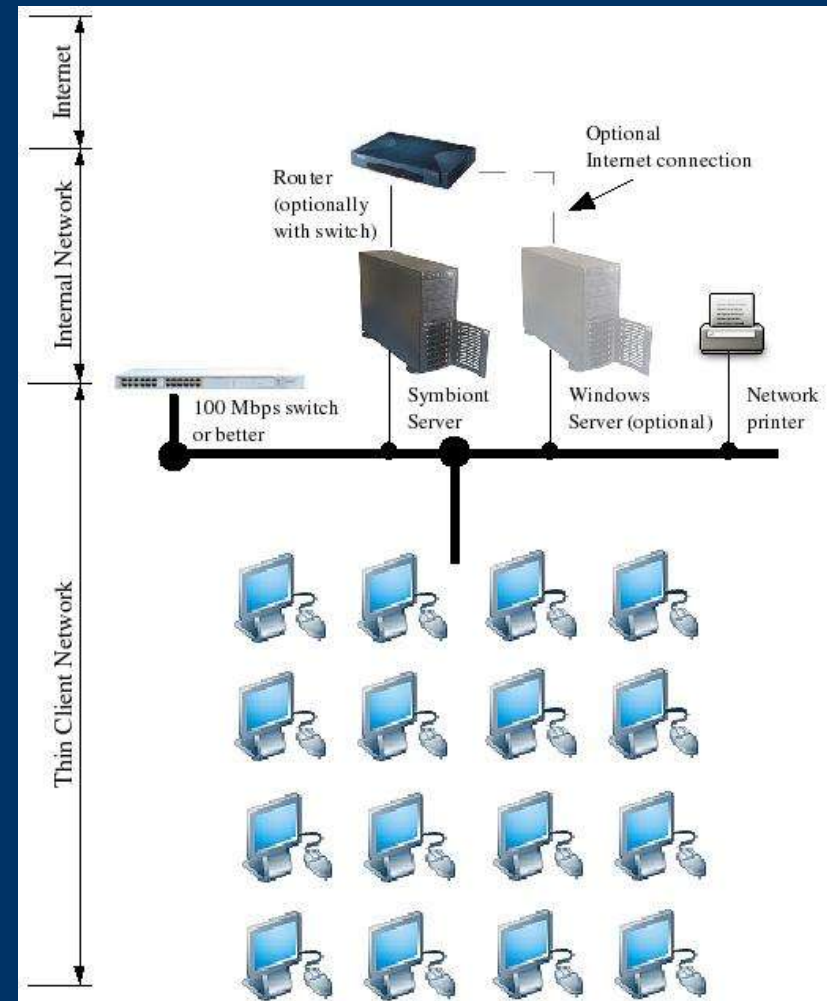 Internet
Internal Network
Thin Client Network
Optional
Internet connection
Router
(optionally
with switch)
100 Mbps switch
or better
Symbiont
Server
Windows
Server (optional)
Network
printer